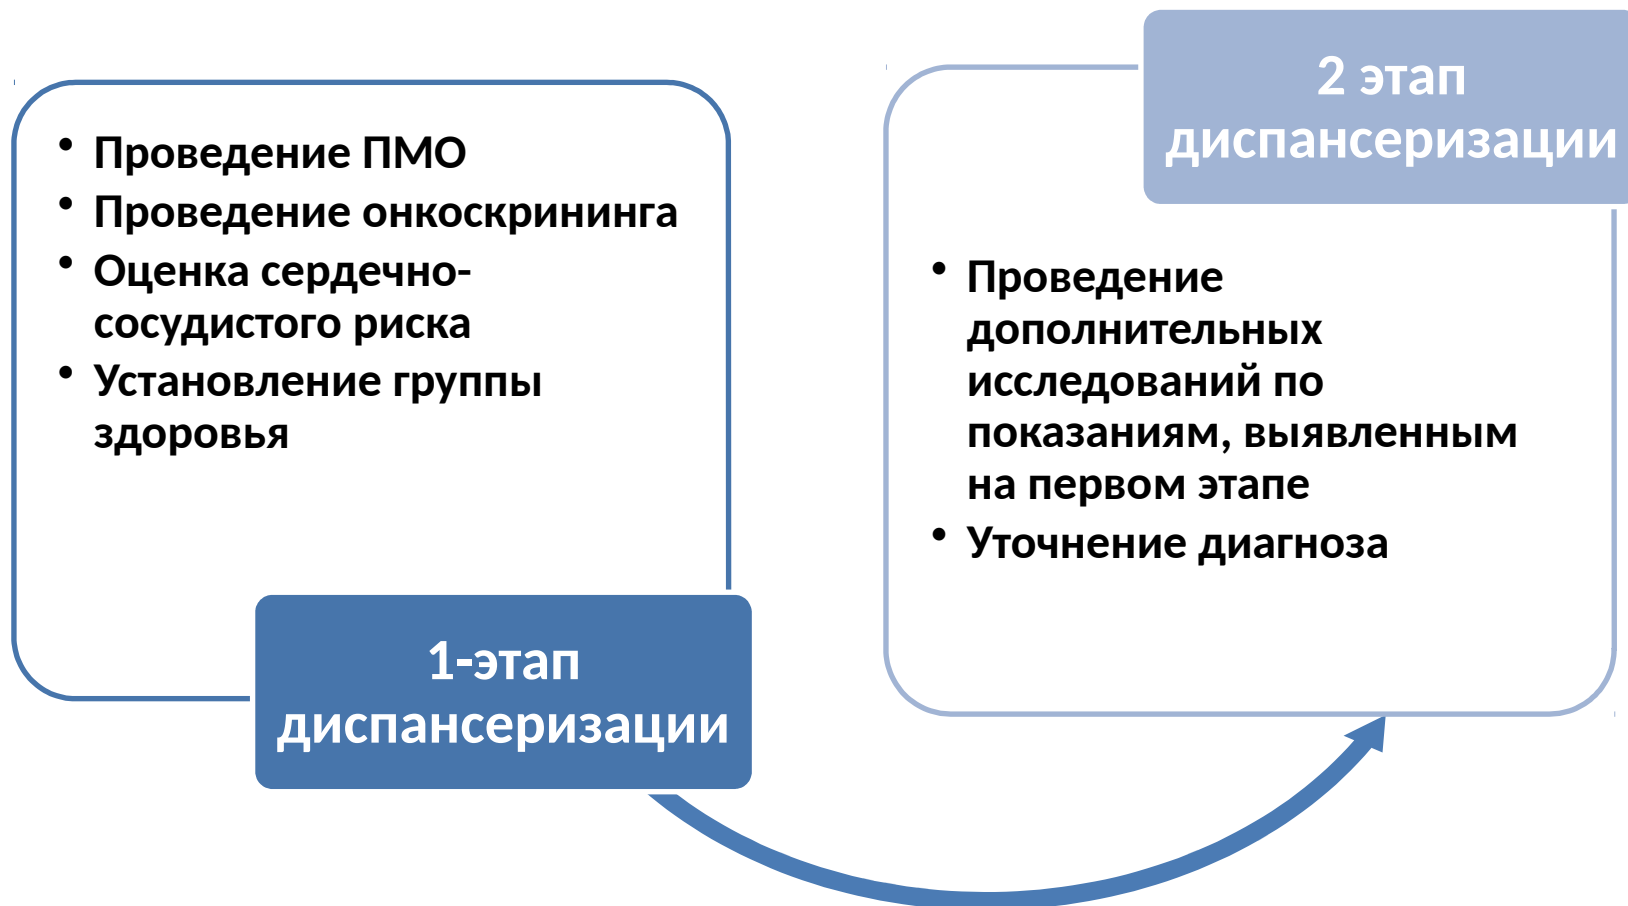 • Проведение ПМО
• Проведение онкоскрининга
• Оценка сердечно-
сосудистого риска
• Установление группы
здоровья
1-этап
диспансеризации
2 этап
диспансеризации
• Проведение
дополнительных
исследований по
показаниям, выявленным
на первом этапе
• Уточнение диагноза